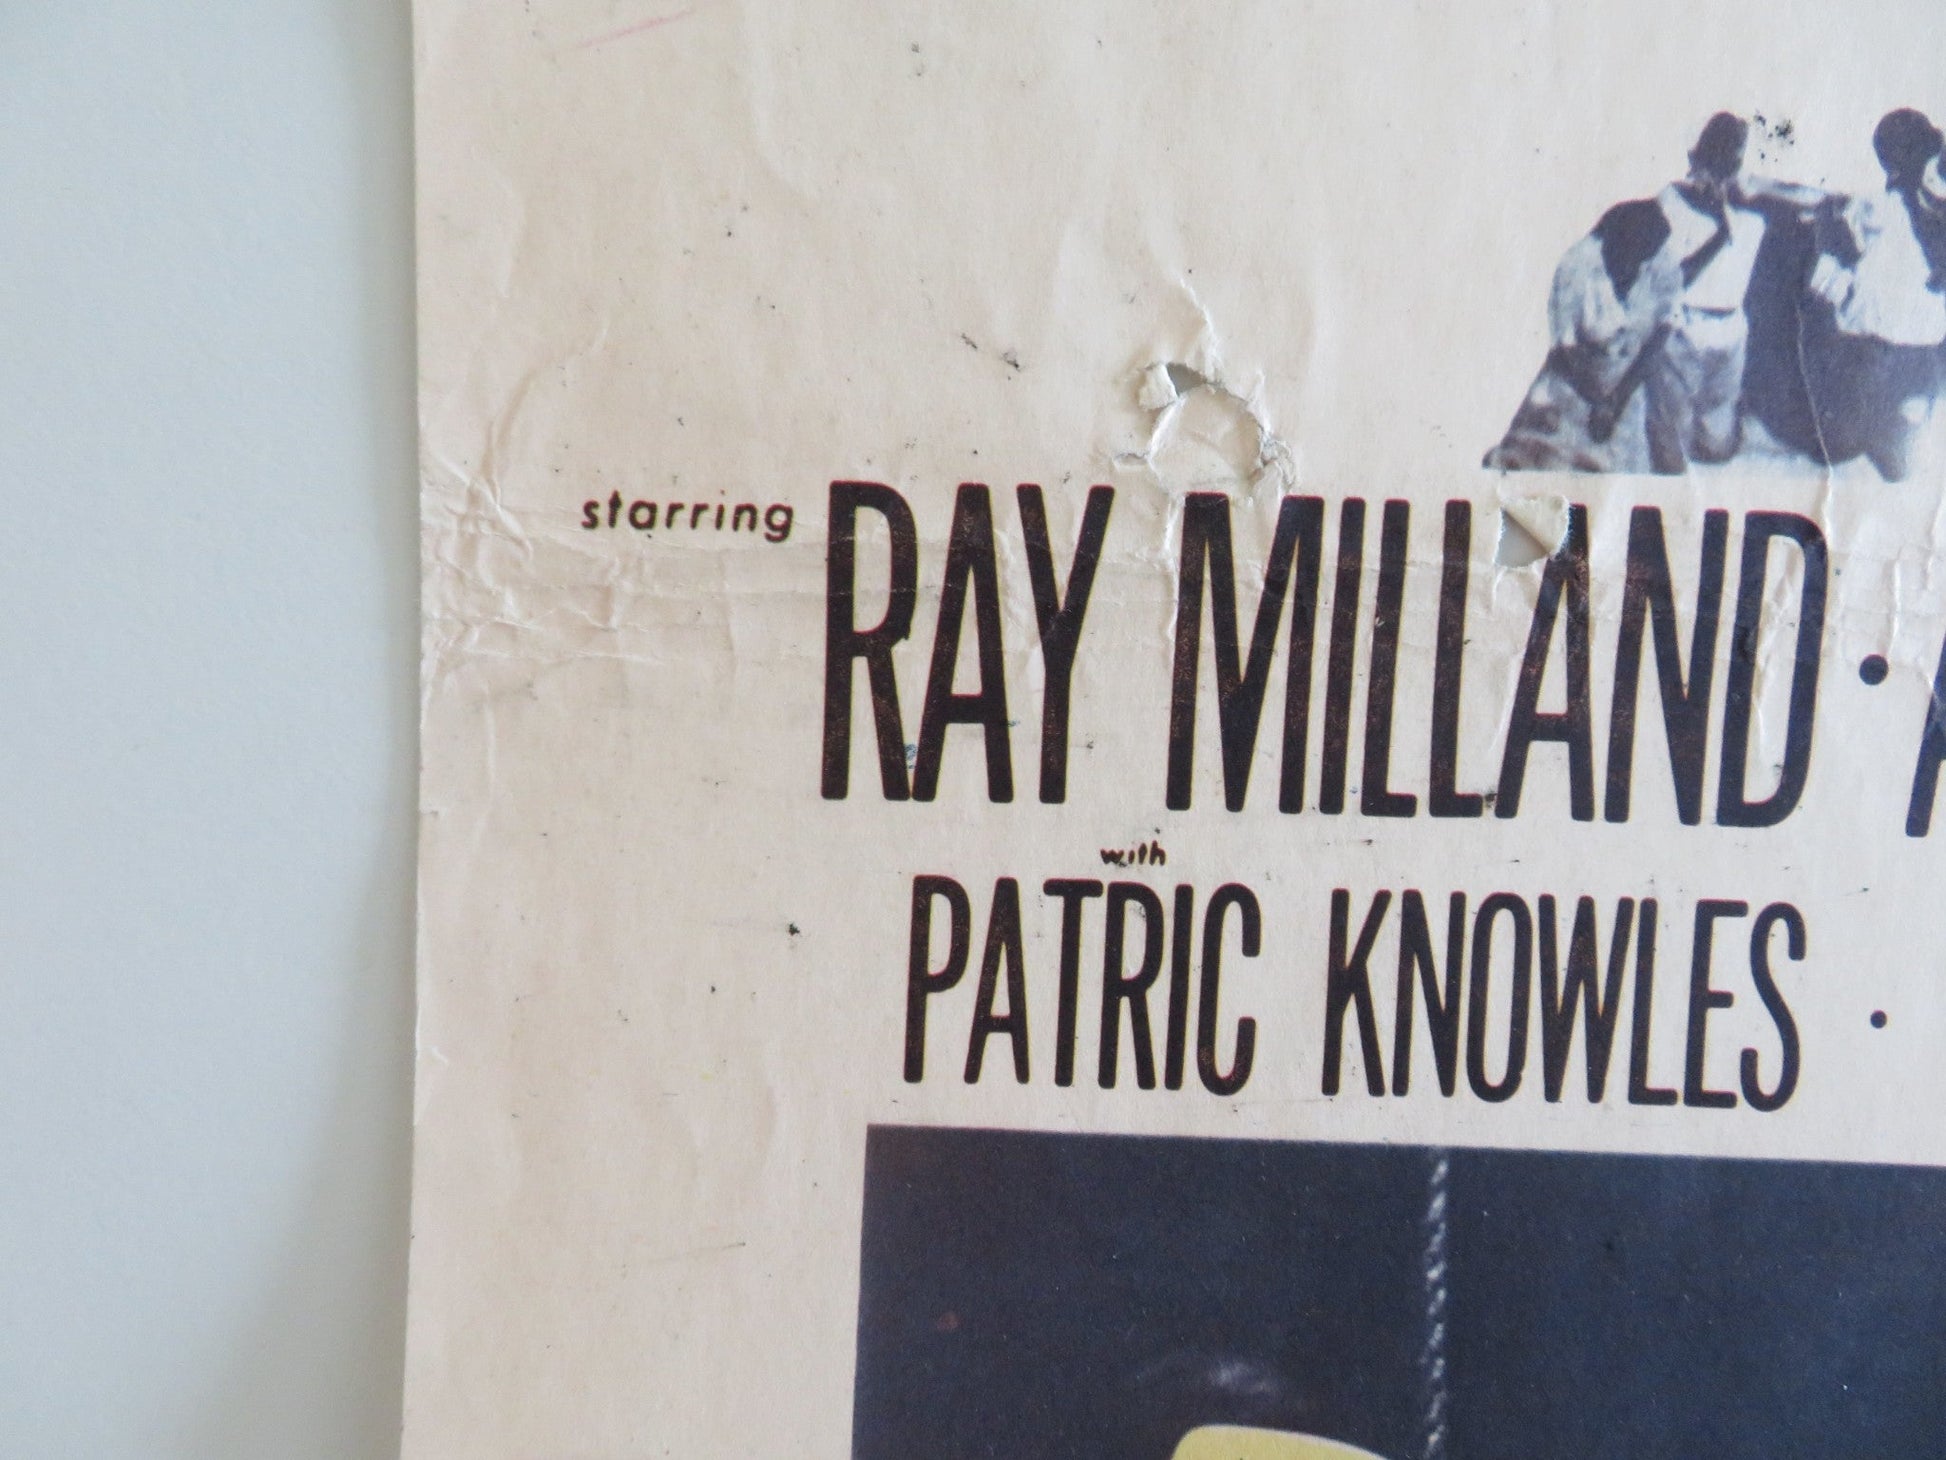 starring RAY MILLAND ·
with
PATRIC KNOWLES ·